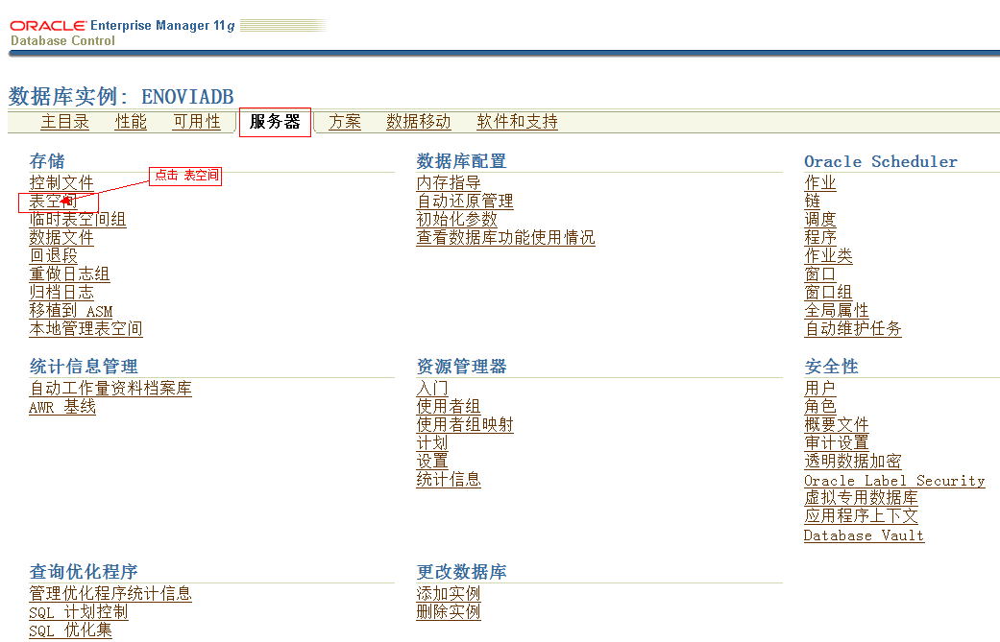 ORACLE Enterprise Manager 11g
Database Control
数据库实例: ENOVIADB
主目录 性能 可用性 服务器 方案 数据移动 软件和支持
存储
控制文件
点击 表空间
表空间
临时表空间组
数据文件
回退段
重做日志组
归档日志
移植到 ASM
本地管理表空间
数据库配置
内存指导
自动还原管理
初始化参数
查看数据库功能使用情况
Oracle Scheduler
作业
链
调度
程序
作业类
窗口
窗口组
全局属性
自动维护任务
统计信息管理
自动工作量资料档案库
AWR 基线
资源管理器
入门
使用者组
使用者组映射
计划
设置
统计信息
安全性
用户
角色
概要文件
审计设置
透明数据加密
Oracle Label Security
虚拟专用数据库
应用程序上下文
Database Vault
查询优化程序
管理优化程序统计信息
SQL 计划控制
SQL 优化集
更改数据库
添加实例
删除实例